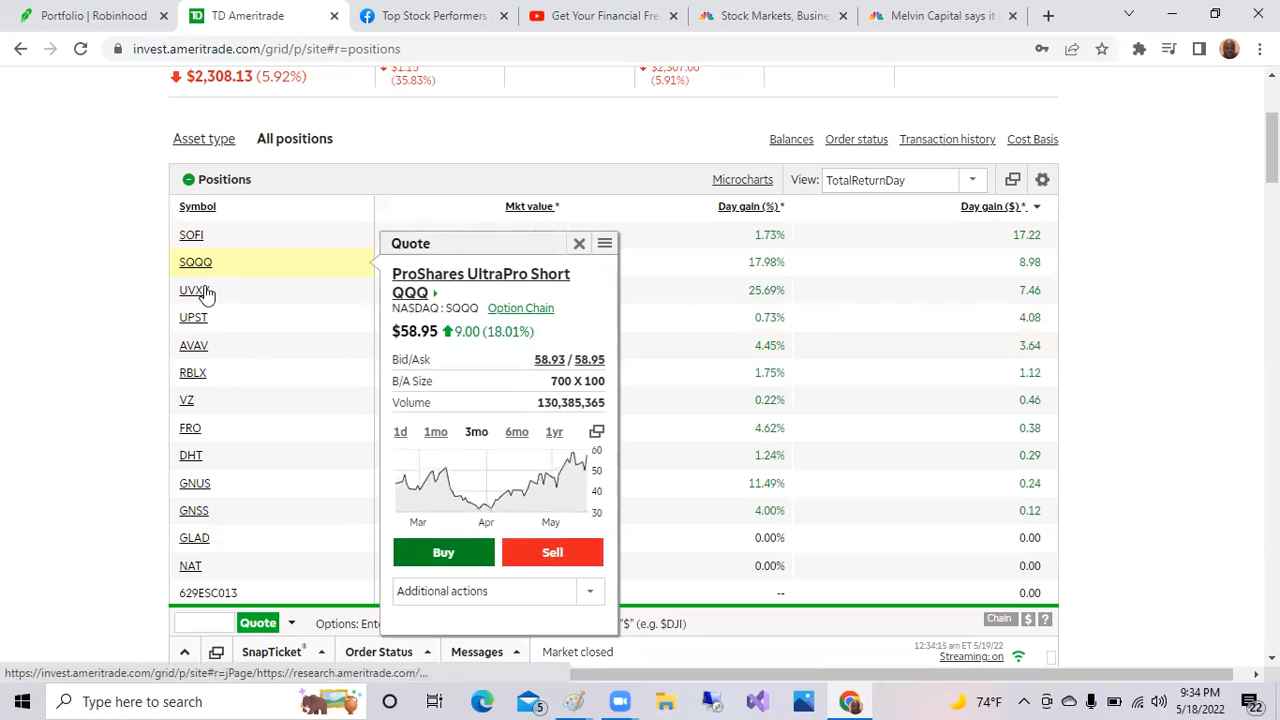 Portfolio | Robinhood
TD Ameritrade
Top Stock Performers
Get Your Financial Fre
Stock Markets, Busine
Melvin Capital says it
invest.ameritrade.com/grid/p/site#r=positions
$2,308.13 (5.92%)
$1.15
(35.83%)
$2,307.00
(5.91%)
Asset type
All positions
Balances
Order status
Transaction history
Cost Basis
Positions
Microcharts
View:
TotalReturnDay
Symbol
Mkt value *
Day gain (%) *
Day gain ($) *
SOFI
1.73%
17.22
SQQQ
17.98%
8.98
UVX
25.69%
7.46
UPST
0.73%
4.08
AVAV
4.45%
3.64
RBLX
1.75%
1.12
VZ
0.22%
0.46
FRO
4.62%
0.38
DHT
1.24%
0.29
GNUS
11.49%
0.24
GNSS
4.00%
0.12
GLAD
0.00%
0.00
NAT
0.00%
0.00
629ESC013
--
0.00
Quote
ProShares UltraPro Short
QQQ
NASDAQ : SQQQ
Option Chain
$58.95
9.00 (18.01%)
Bid/Ask
58.93 / 58.95
B/A Size
700 X 100
Volume
130,385,365
1d
1mo
3mo
6mo
1yr
60
50
40
30
Mar
Apr
May
Buy
Sell
Additional actions
Quote
Options: Ente
"$" (e.g. $DJI)
Chain
$
?
SnapTicket®
Order Status
Messages
Market closed
12:34:15 am ET 5/19/22
Streaming: on
https://invest.ameritrade.com/grid/p/site#r=jPage/https://research.ameritrade.com/...
Type here to search
5
74°F
9:34 PM
5/18/2022
22